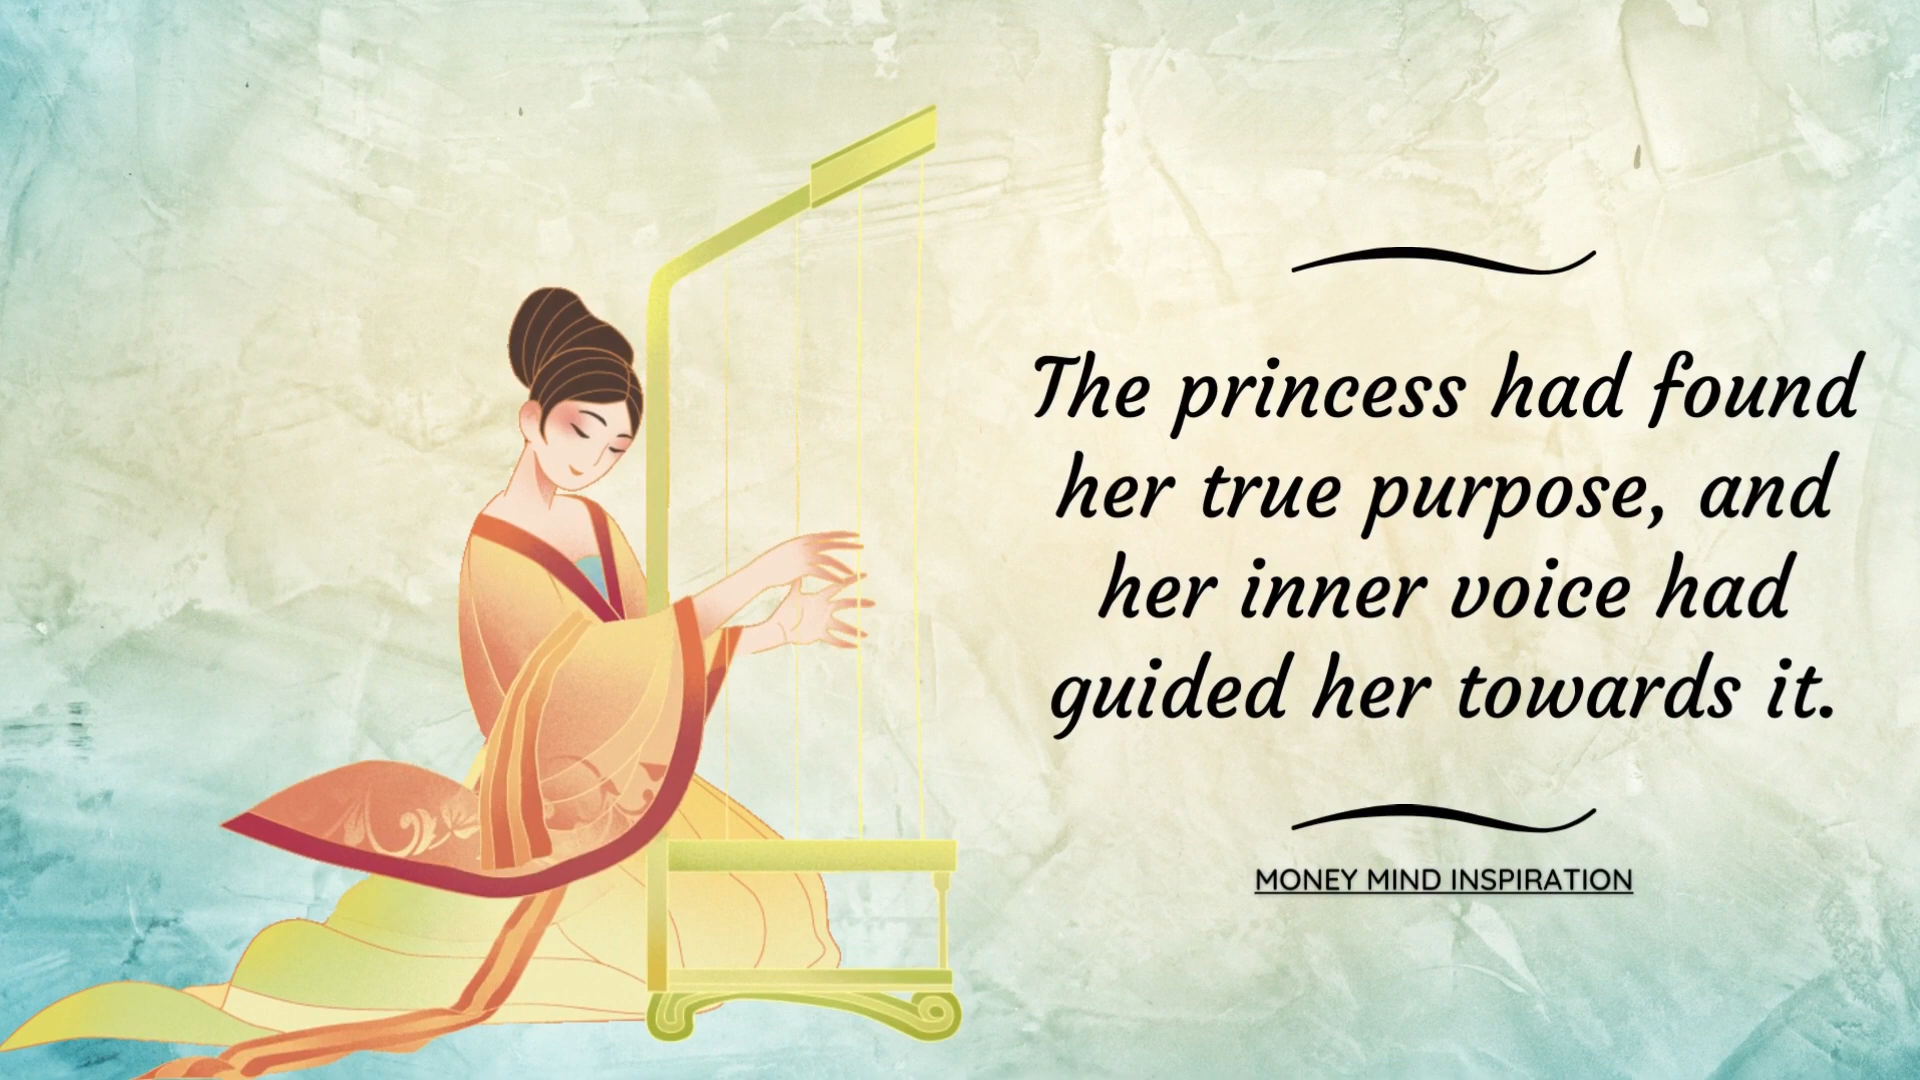 The princess had found
her true purpose, and
her inner voice had
guided her towards it.
MONEY MIND INSPIRATION